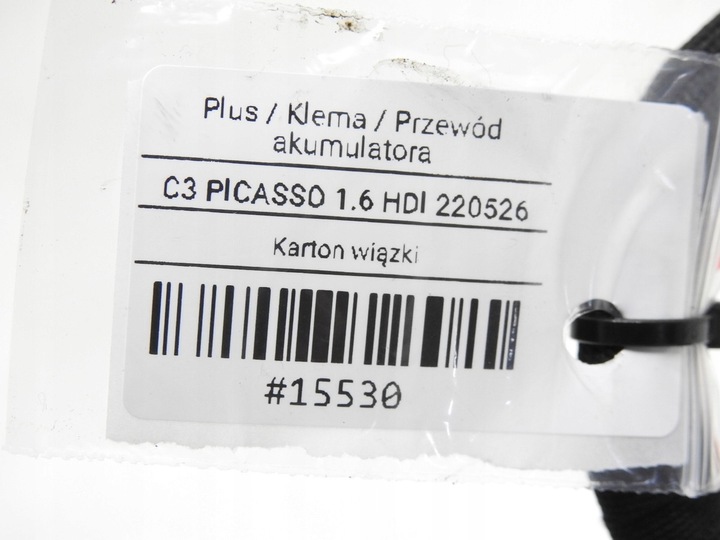 Plus / Klema / Przewód
akumulatora
C3 PICASSO 1.6 HDI 220526
Karton wiązki
#15530